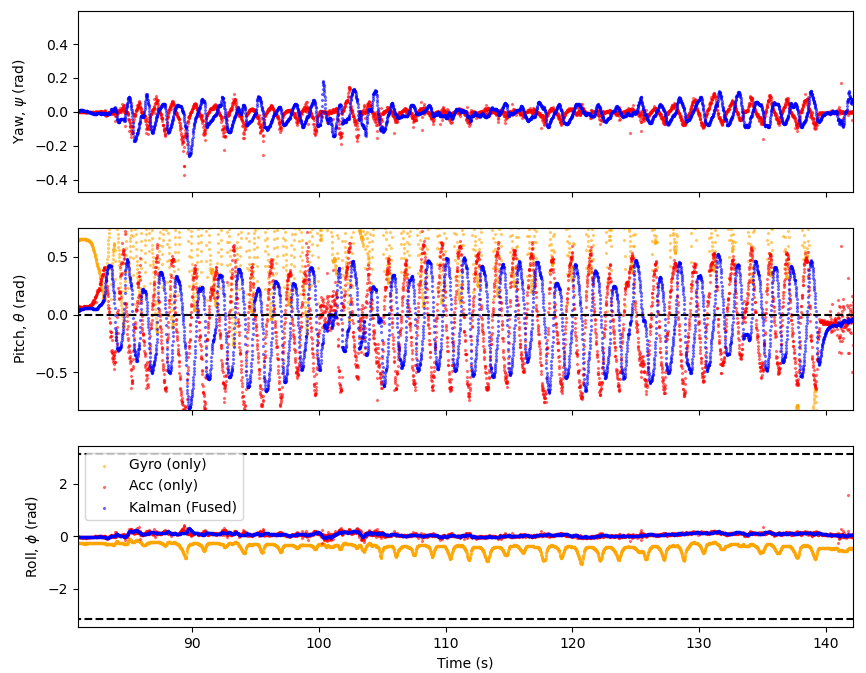 Yaw, ψ (rad)
0.4
0.2
0.0
−0.2
−0.4
Pitch, θ (rad)
0.5
0.0
−0.5
Roll, ϕ (rad)
2
0
−2
Gyro (only)
Acc (only)
Kalman (Fused)
90
100
110
120
130
140
Time (s)